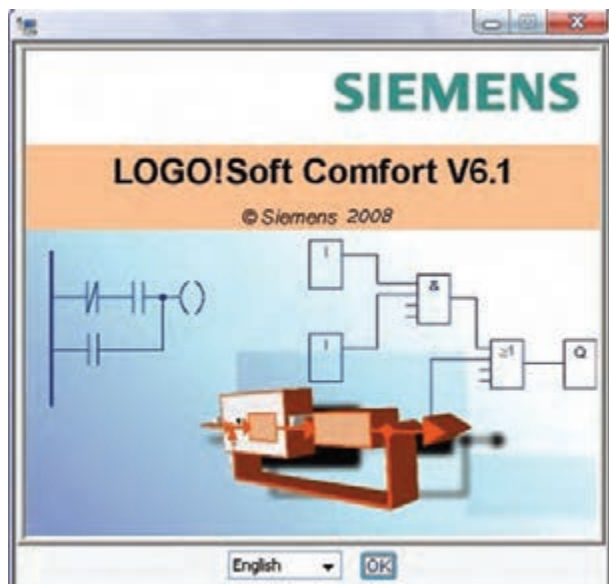 SIEMENS
LOGO!Soft Comfort V6.1
© Siemens 2008
I
&
I
≥1
Q
English
OK